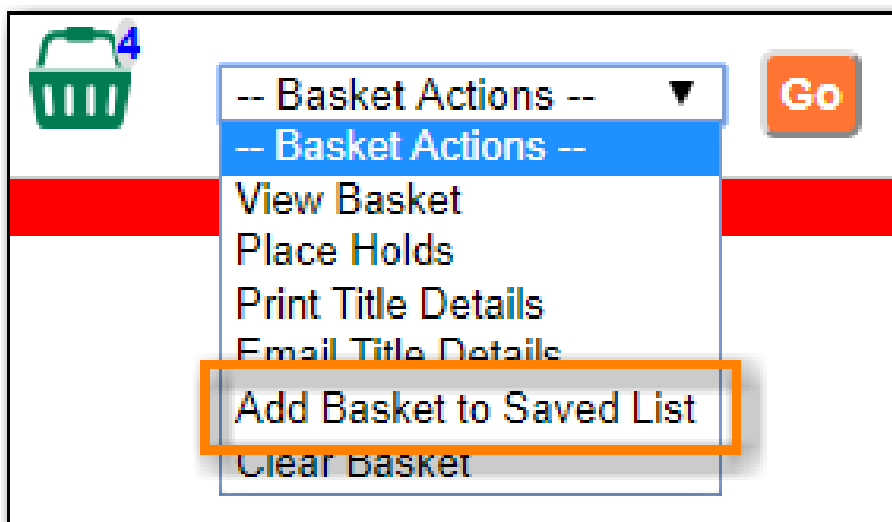 4
-- Basket Actions -- ▼ Go
-- Basket Actions --
View Basket
Place Holds
Print Title Details
Email Title Details
Add Basket to Saved List
Clear Basket